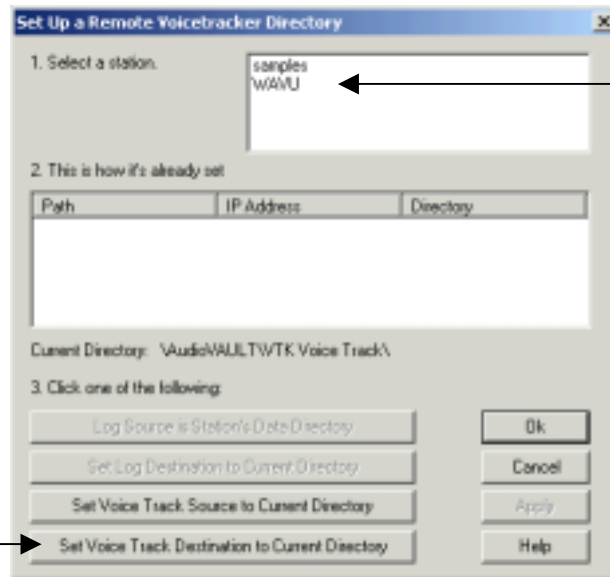 Set Up a Remote Voicetracker Directory
1. Select a station.
samples
WAVU
2. This is how it's already set
Path IP Address Directory
Current Directory: \AudioVAULT\VTK Voice Track\
3. Click one of the following:
Log Source is Station's Data Directory
Ok
Set Log Destination to Current Directory
Cancel
Set Voice Track Source to Current Directory
Apply
Set Voice Track Destination to Current Directory
Help